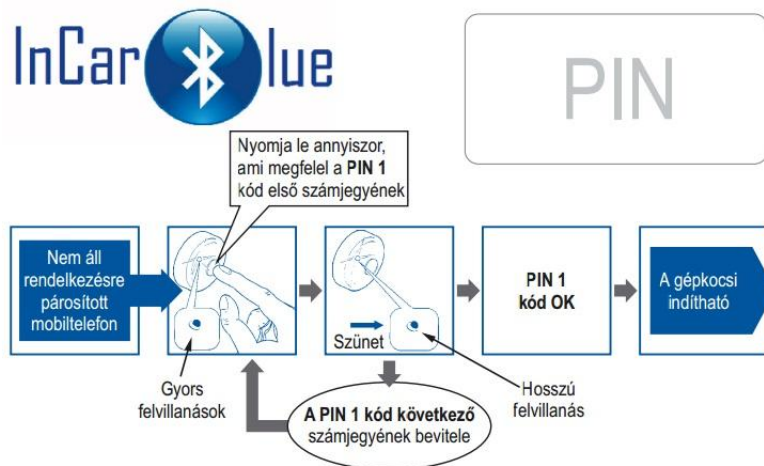 InCar Blue
PIN
Nyomja le annyiszor,
ami megfelel a PIN 1
kód első számjegyének
Nem áll
rendelkezésre
párosított
mobiltelefon
Szünet
PIN 1
kód OK
A gépkocsi
indítható
Gyors
felvillanások
A PIN 1 kód következő
számjegyének bevitele
Hosszú
felvillanás